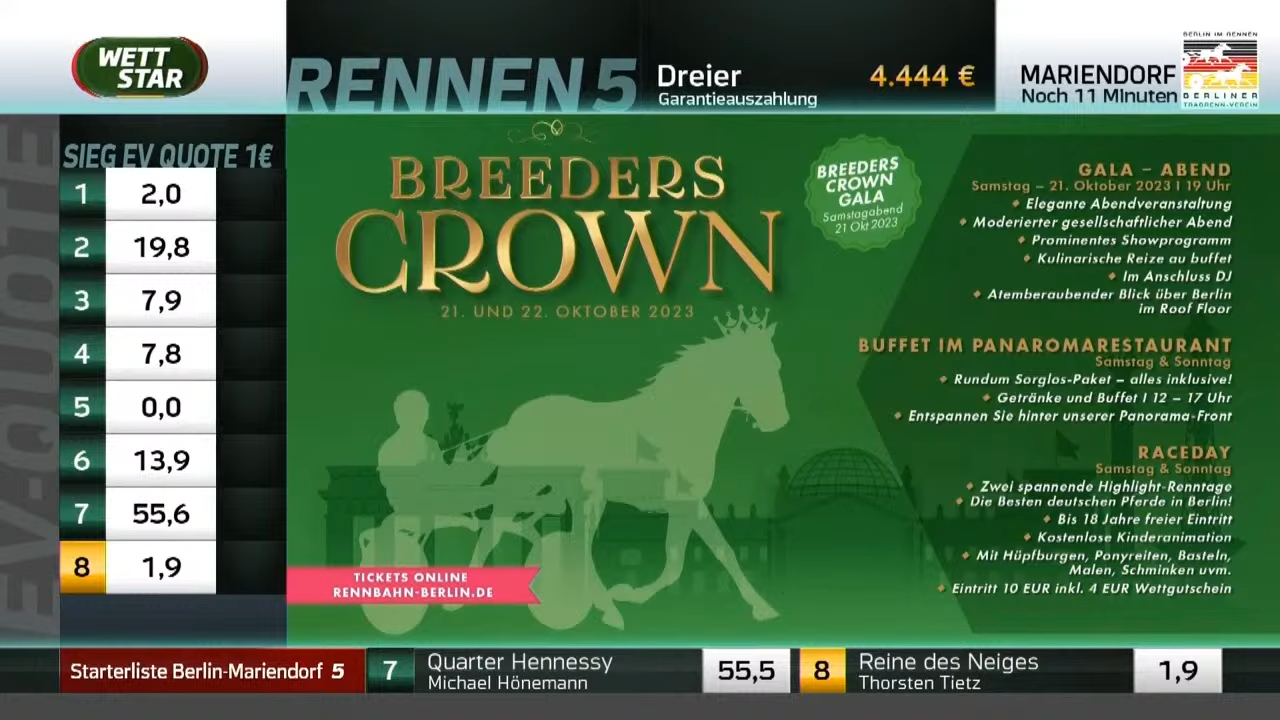 WETT
STAR
RENNEN 5
Dreier
4.444 €
Garantieauszahlung
MARIENDORF
Noch 11 Minuten
BERLIN IM RENNEN
BERLINER
TRABRENN-VEREIN
EV-QUOTE
SIEG EV QUOTE 1€
1 2,0
2 19,8
3 7,9
4 7,8
5 0,0
6 13,9
7 55,6
8 1,9
BREEDERS
CROWN
21. UND 22. OKTOBER 2023
BREEDERS
CROWN
GALA
Samstagabend
21 Okt 2023
GALA – ABEND
Samstag – 21. Oktober 2023 I 19 Uhr
Elegante Abendveranstaltung
Moderierter gesellschaftlicher Abend
Prominentes Showprogramm
Kulinarische Reize au buffet
Im Anschluss DJ
Atemberaubender Blick über Berlin
im Roof Floor
BUFFET IM PANAROMARESTAURANT
Samstag & Sonntag
Rundum Sorglos-Paket – alles inklusive!
Getränke und Buffet I 12 – 17 Uhr
Entspannen Sie hinter unserer Panorama-Front
RACEDAY
Samstag & Sonntag
Zwei spannende Highlight-Renntage
Die Besten deutschen Pferde in Berlin!
Bis 18 Jahre freier Eintritt
Kostenlose Kinderanimation
Mit Hüpfburgen, Ponyreiten, Basteln,
Malen, Schminken uvm.
Eintritt 10 EUR inkl. 4 EUR Wettgutschein
TICKETS ONLINE
RENNBAHN-BERLIN.DE
Starterliste Berlin-Mariendorf 5
7
Quarter Hennessy
Michael Hönemann
55,5
8
Reine des Neiges
Thorsten Tietz
1,9